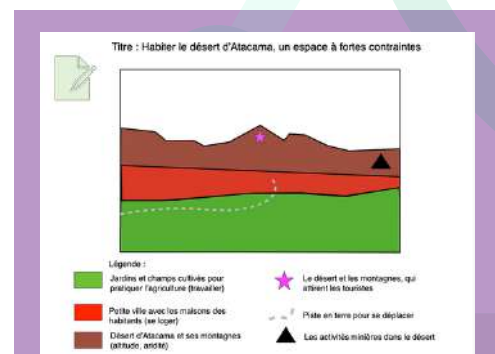 Titre : Habiter le désert d'Atacama, un espace à fortes contraintes
Légende :
Jardins et champs cultivés pour
pratiquer l'agriculture (travailler)
Petite ville avec les maisons des
habitants (se loger)
Désert d'Atacama et ses montagnes
(altitude, aridité)
Le désert et les montagnes, qui
attirent les touristes
Piste en terre pour se déplacer
Les activités minières dans le désert